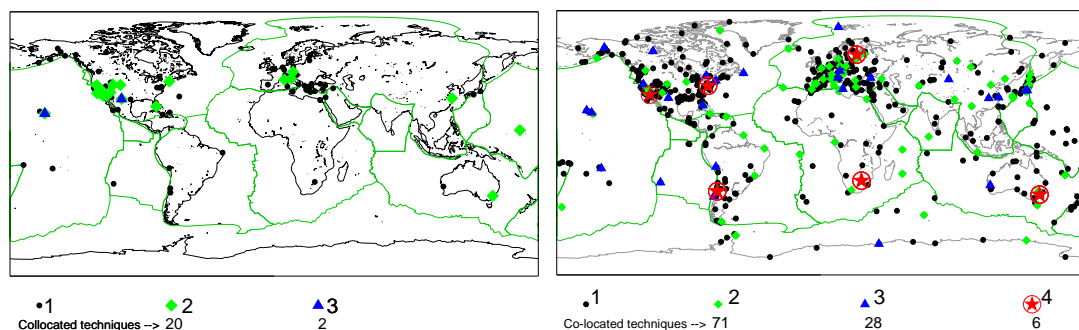 1 2 3
Collocated techniques --> 20 2
1 2 3 4
Co-located techniques --> 71 28 6